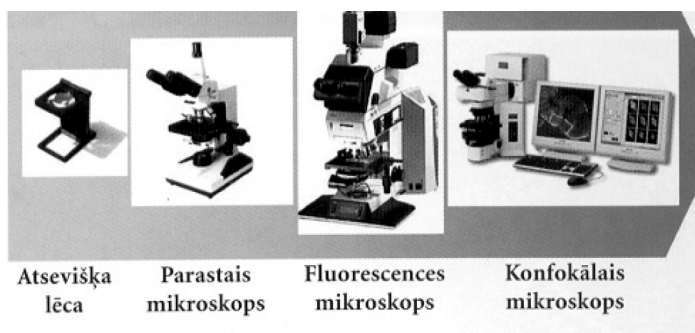 Atsevišķa
lēca
Parastais
mikroskops
Fluorescences
mikroskops
Konfokālais
mikroskops